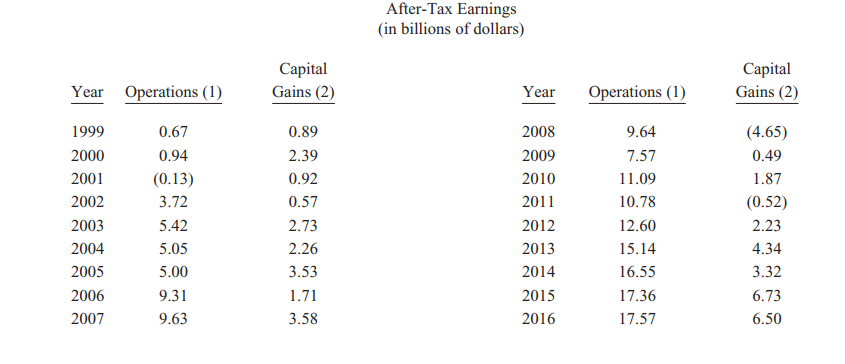 After-Tax Earnings
(in billions of dollars)
Capital Capital
Year Operations (1) Gains (2) Year Operations (1) Gains (2)
1999 0.67 0.89 2008 9.64 (4.65)
2000 0.94 2.39 2009 7.57 0.49
2001 (0.13) 0.92 2010 11.09 1.87
2002 3.72 0.57 2011 10.78 (0.52)
2003 5.42 2.73 2012 12.60 2.23
2004 5.05 2.26 2013 15.14 4.34
2005 5.00 3.53 2014 16.55 3.32
2006 9.31 1.71 2015 17.36 6.73
2007 9.63 3.58 2016 17.57 6.50